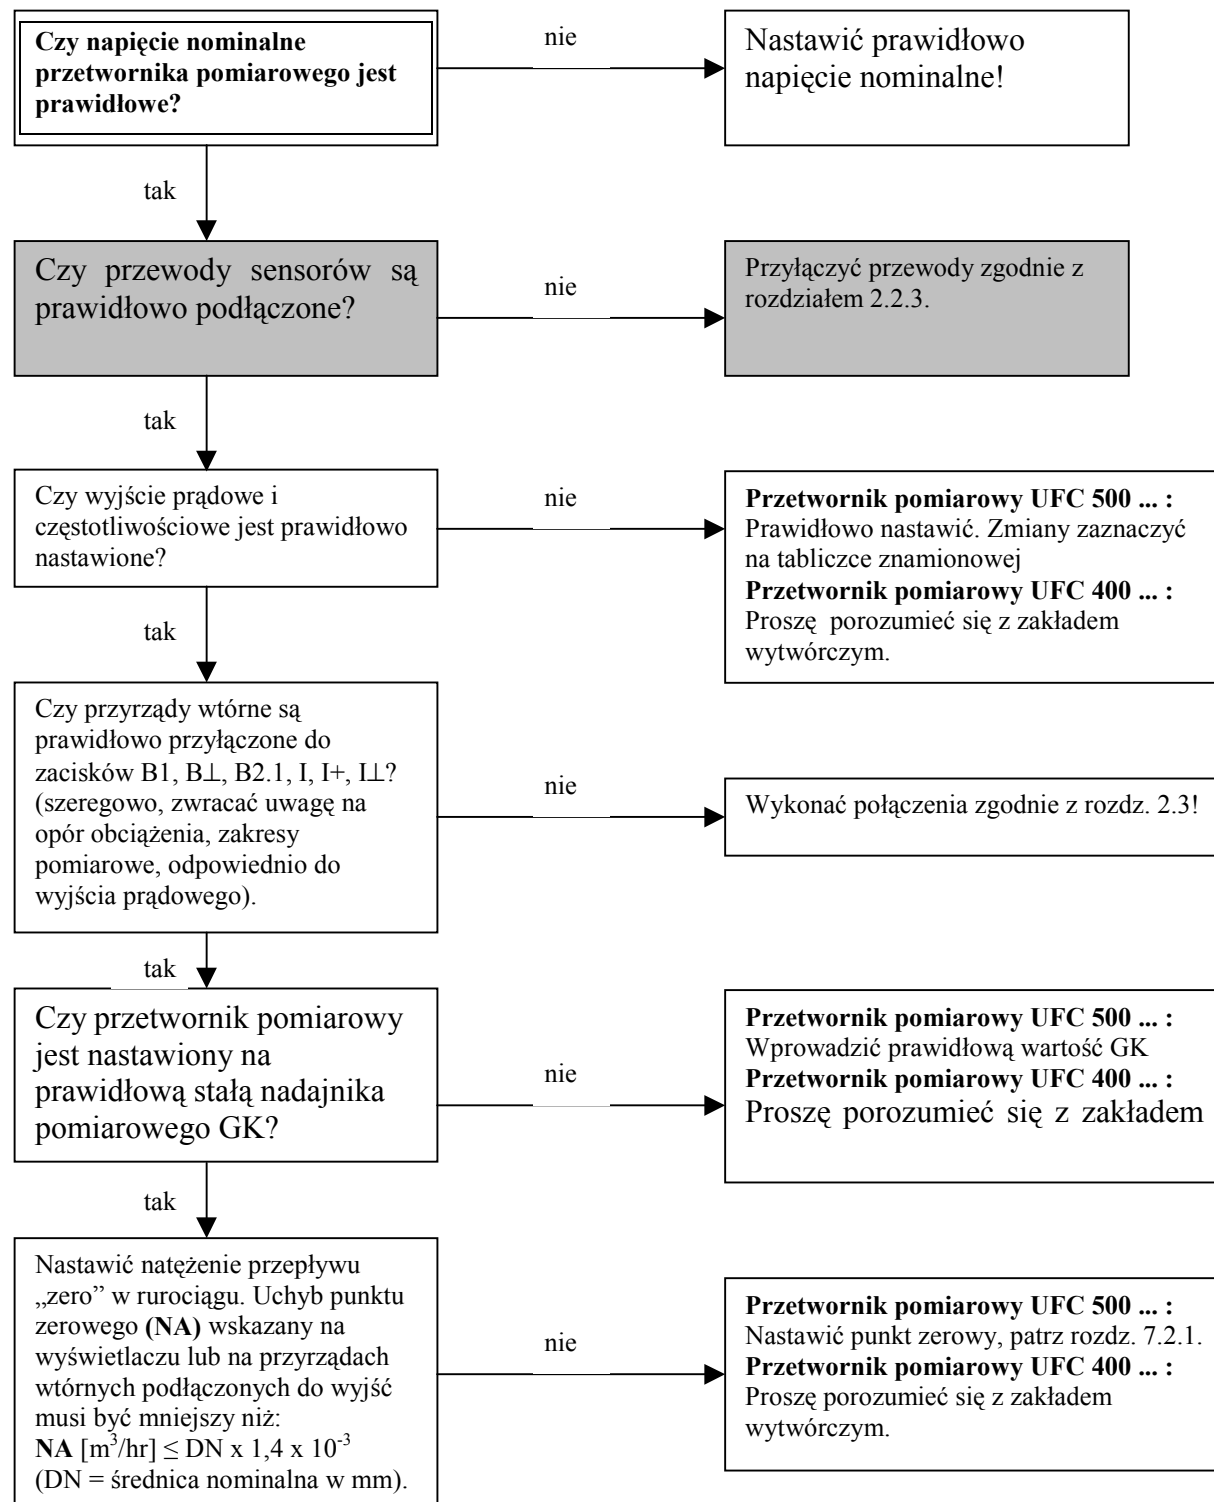 Czy napięcie nominalne
przetwornika pomiarowego jest
prawidłowe?
nie
Nastawić prawidłowo
napięcie nominalne!
tak
Czy przewody sensorów są
prawidłowo podłączone?
nie
Przyłączyć przewody zgodnie z
rozdziałem 2.2.3.
tak
Czy wyjście prądowe i
częstotliwościowe jest prawidłowo
nastawione?
nie
Przetwornik pomiarowy UFC 500 ... :
Prawidłowo nastawić. Zmiany zaznaczyć
na tabliczce znamionowej
Przetwornik pomiarowy UFC 400 ... :
Proszę porozumieć się z zakładem
wytwórczym.
tak
Czy przyrządy wtórne są
prawidłowo przyłączone do
zacisków B1, B⊥, B2.1, I, I+, I⊥?
(szeregowo, zwracać uwagę na
opór obciążenia, zakresy
pomiarowe, odpowiednio do
wyjścia prądowego).
nie
Wykonać połączenia zgodnie z rozdz. 2.3!
tak
Czy przetwornik pomiarowy
jest nastawiony na
prawidłową stałą nadajnika
pomiarowego GK?
nie
Przetwornik pomiarowy UFC 500 ... :
Wprowadzić prawidłową wartość GK
Przetwornik pomiarowy UFC 400 ... :
Proszę porozumieć się z zakładem
tak
Nastawić natężenie przepływu
„zero” w rurociągu. Uchyb punktu
zerowego (NA) wskazany na
wyświetlaczu lub na przyrządach
wtórnych podłączonych do wyjść
musi być mniejszy niż:
NA [m³/hr] ≤ DN x 1,4 x 10⁻³
(DN = średnica nominalna w mm).
nie
Przetwornik pomiarowy UFC 500 ... :
Nastawić punkt zerowy, patrz rozdz. 7.2.1.
Przetwornik pomiarowy UFC 400 ... :
Proszę porozumieć się z zakładem
wytwórczym.